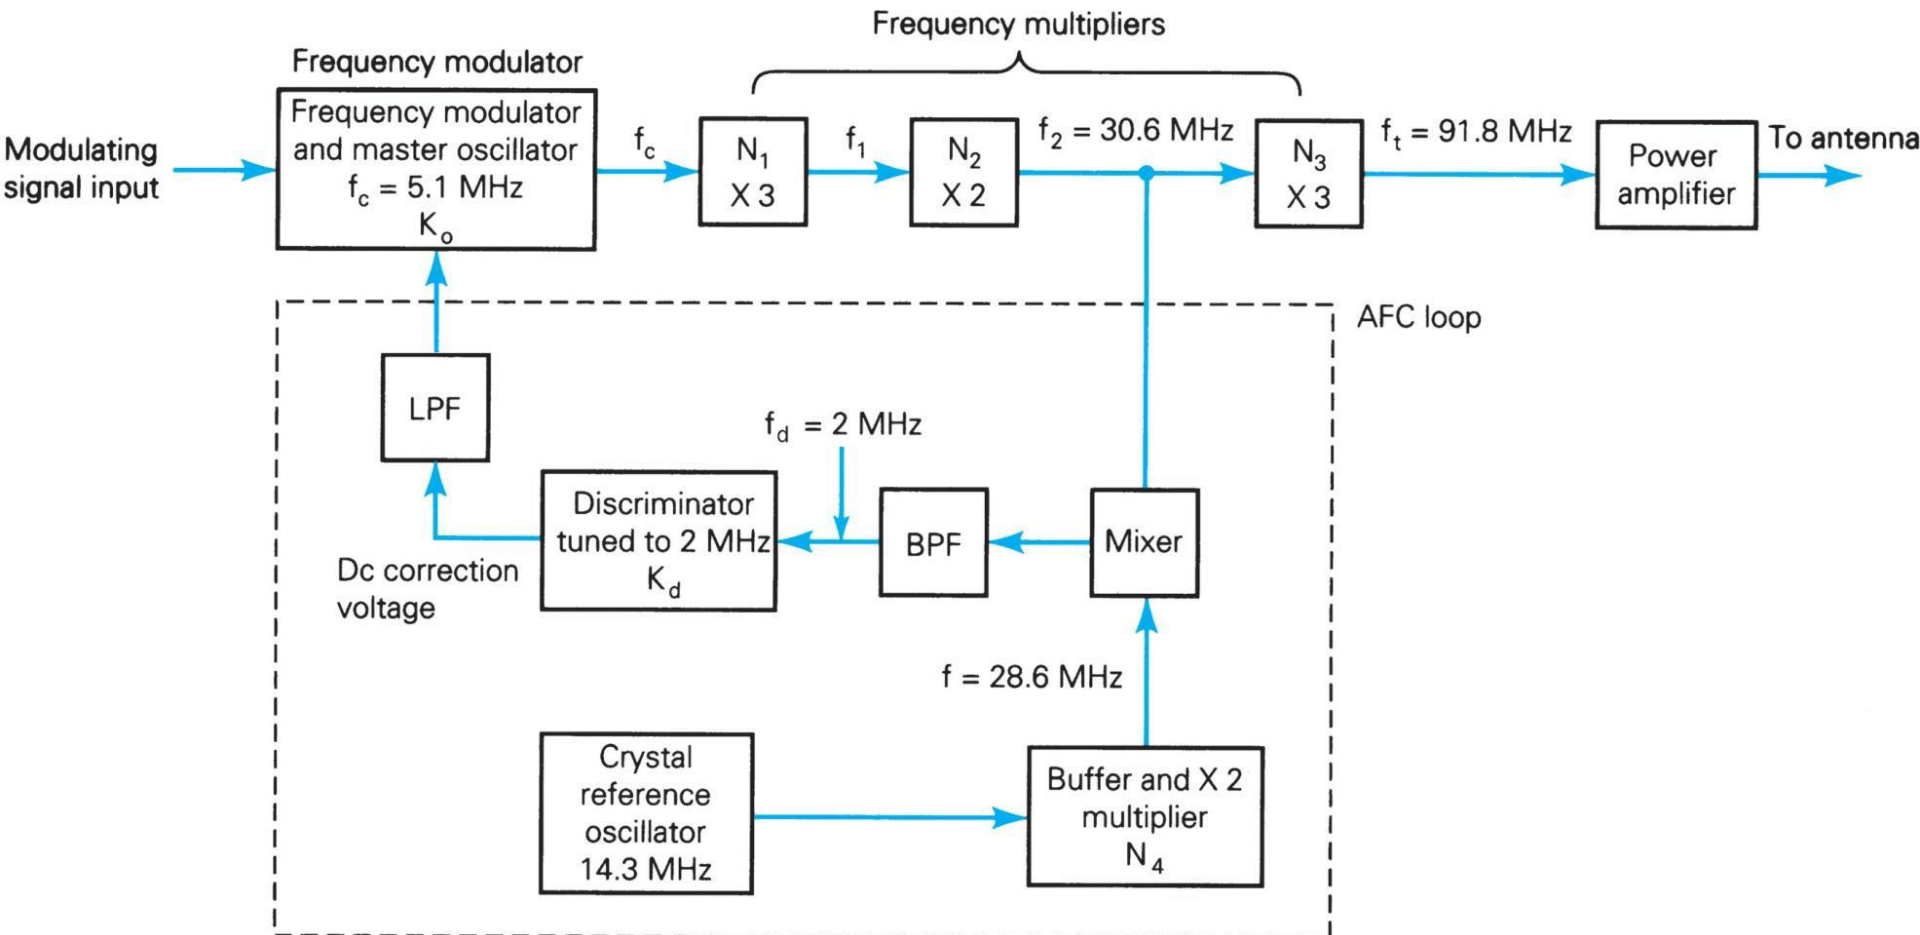 Frequency multipliers
Frequency modulator
Modulating
signal input
Frequency modulator
and master oscillator
f_c = 5.1 MHz
K_o
f_c
N_1
X 3
f_1
N_2
X 2
f_2 = 30.6 MHz
N_3
X 3
f_t = 91.8 MHz
Power
amplifier
To antenna
AFC loop
LPF
f_d = 2 MHz
Discriminator
tuned to 2 MHz
K_d
BPF
Mixer
Dc correction
voltage
f = 28.6 MHz
Crystal
reference
oscillator
14.3 MHz
Buffer and X 2
multiplier
N_4